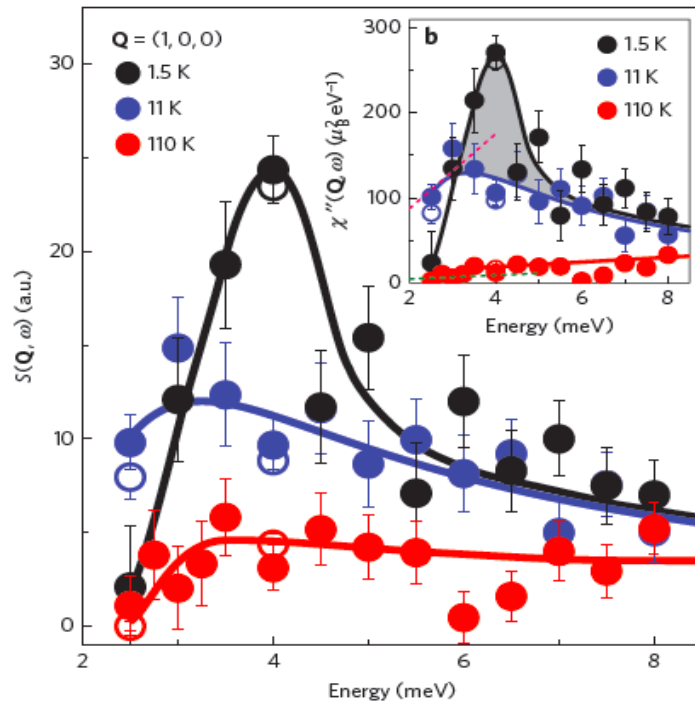 Q = (1, 0, 0)
1.5 K
11 K
110 K
30
20
10
0
S(Q, ω) (a.u.)
2
4
6
8
Energy (meV)
b
1.5 K
11 K
110 K
300
200
100
0
χ″(Q, ω) (μ²B eV⁻¹)
2
4
6
8
Energy (meV)